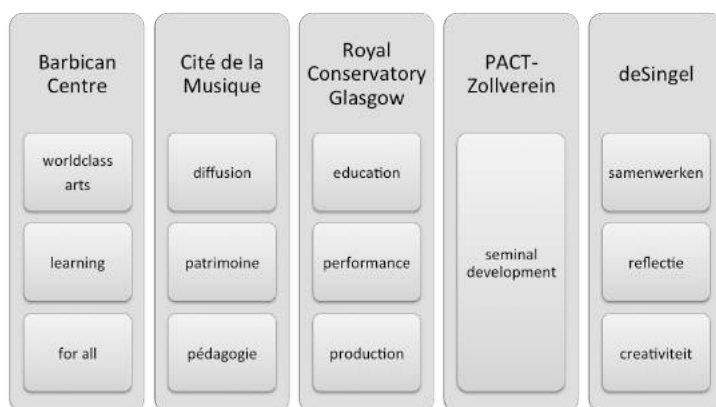 Barbican
Centre
worldclass
arts
learning
for all
Cité de la
Musique
diffusion
patrimoine
pédagogie
Royal
Conservatory
Glasgow
education
performance
production
PACT-
Zollverein
seminal
development
deSingel
samenwerken
reflectie
creativiteit